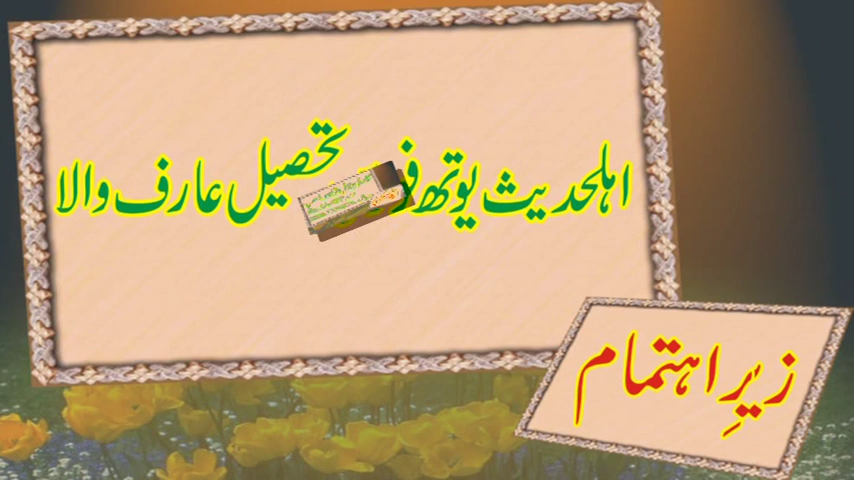 اہلحدیث یوتھ تحصیل عارف والا
زیرِ اہتمام